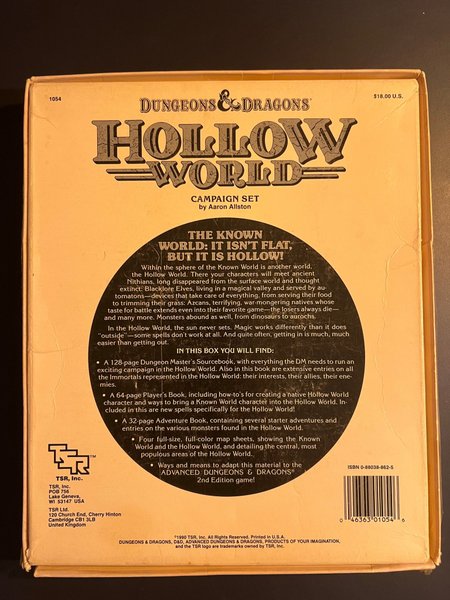 1054
$18.00 U.S.
DUNGEONS & DRAGONS®
HOLLOW
WORLD™
CAMPAIGN SET
by Aaron Allston
THE KNOWN
WORLD: IT ISN'T FLAT,
BUT IT IS HOLLOW!
Within the sphere of the Known World is another world,
the Hollow World. There your characters will meet ancient
Nithians, long disappeared from the surface world and thought
extinct; Blacklore Elves, living in a magical valley and served by au-
tomatons—devices that take care of everything, from serving their food
to trimming their grass; Azcans, terrifying, war-mongering natives whose
taste for battle extends even into their favorite game—the losers always die—
and many more. Monsters abound as well, from dinosaurs to aurochs.
In the Hollow World, the sun never sets. Magic works differently than it does
"outside"—some spells don't work at all. And quite often, getting in is much, much
easier than getting out.
IN THIS BOX YOU WILL FIND:
• A 128-page Dungeon Master's Sourcebook, with everything the DM needs to run an
exciting campaign in the Hollow World. Also in this book are extensive entries on all
the Immortals represented in the Hollow World: their interests, their allies, their ene-
mies.
• A 64-page Player's Book, including how-to's for creating a native Hollow World
character and ways to bring a Known World character into the Hollow World. In-
cluded in this are new spells specifically for the Hollow World!
• A 32-page Adventure Book, containing several starter adventures and
entries on the various monsters found in the Hollow World.
• Four full-size, full-color map sheets, showing the Known
World and the Hollow World, and detailing the central, most
populous areas of the Hollow World.
• Ways and means to adapt this material to the
ADVANCED DUNGEONS & DRAGONS®
2nd Edition game!
TSR™
TSR, Inc.
TSR, Inc.
POB 756
Lake Geneva,
WI 53147 USA
TSR Ltd.
120 Church End, Cherry Hinton
Cambridge CB1 3LB
United Kingdom
ISBN 0-88038-862-5
0 46363 01054 6
©1990 TSR, Inc. All Rights Reserved. Printed in U.S.A.
DUNGEONS & DRAGONS, D&D, ADVANCED DUNGEONS & DRAGONS, PRODUCTS OF YOUR IMAGINATION,
and the TSR logo are trademarks owned by TSR, Inc.